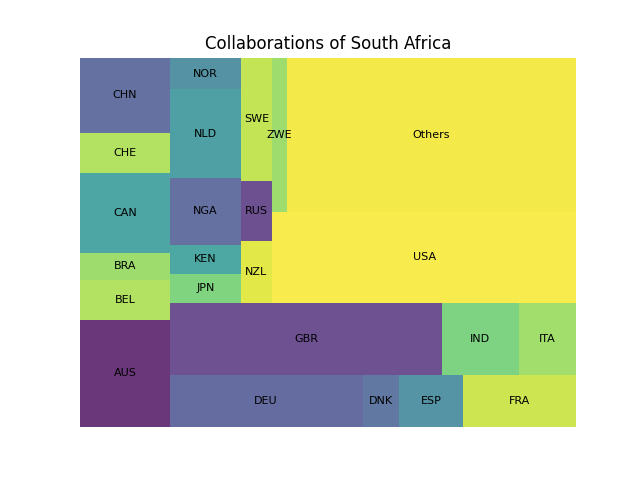 Collaborations of South Africa
CHN
NOR
SWE
ZWE
Others
NLD
CHE
CAN
NGA
RUS
USA
KEN
NZL
BRA
JPN
BEL
GBR
IND
ITA
AUS
DEU
DNK
ESP
FRA